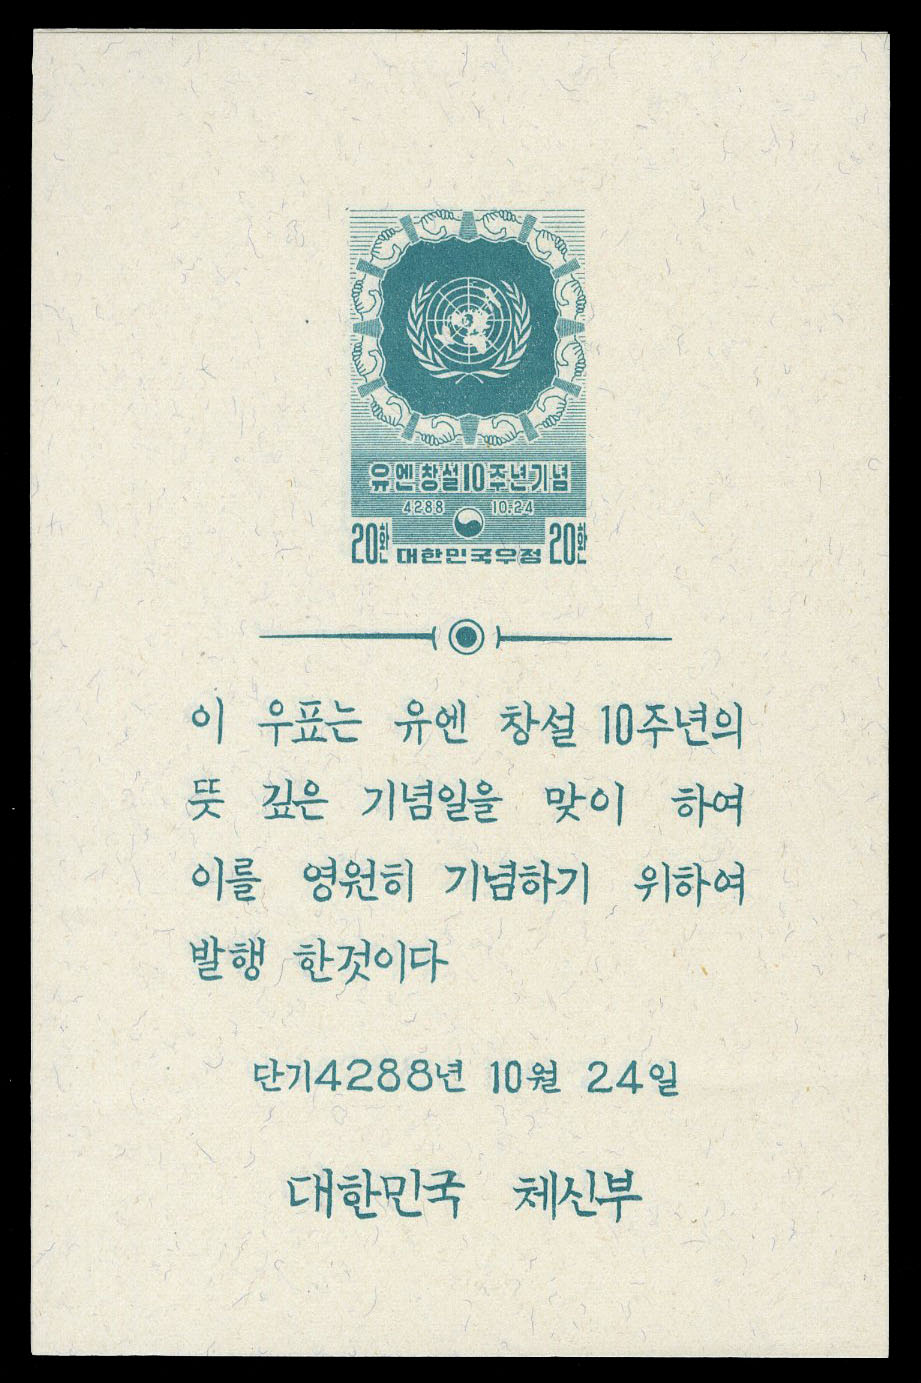 유엔 창설 10주년기념
4288 10.24
20환 대한민국우정 20환
이 우표는 유엔 창설 10주년의
뜻 깊은 기념일을 맞이 하여
이를 영원히 기념하기 위하여
발행 한것이다
단기4288년 10월 24일
대한민국 체신부